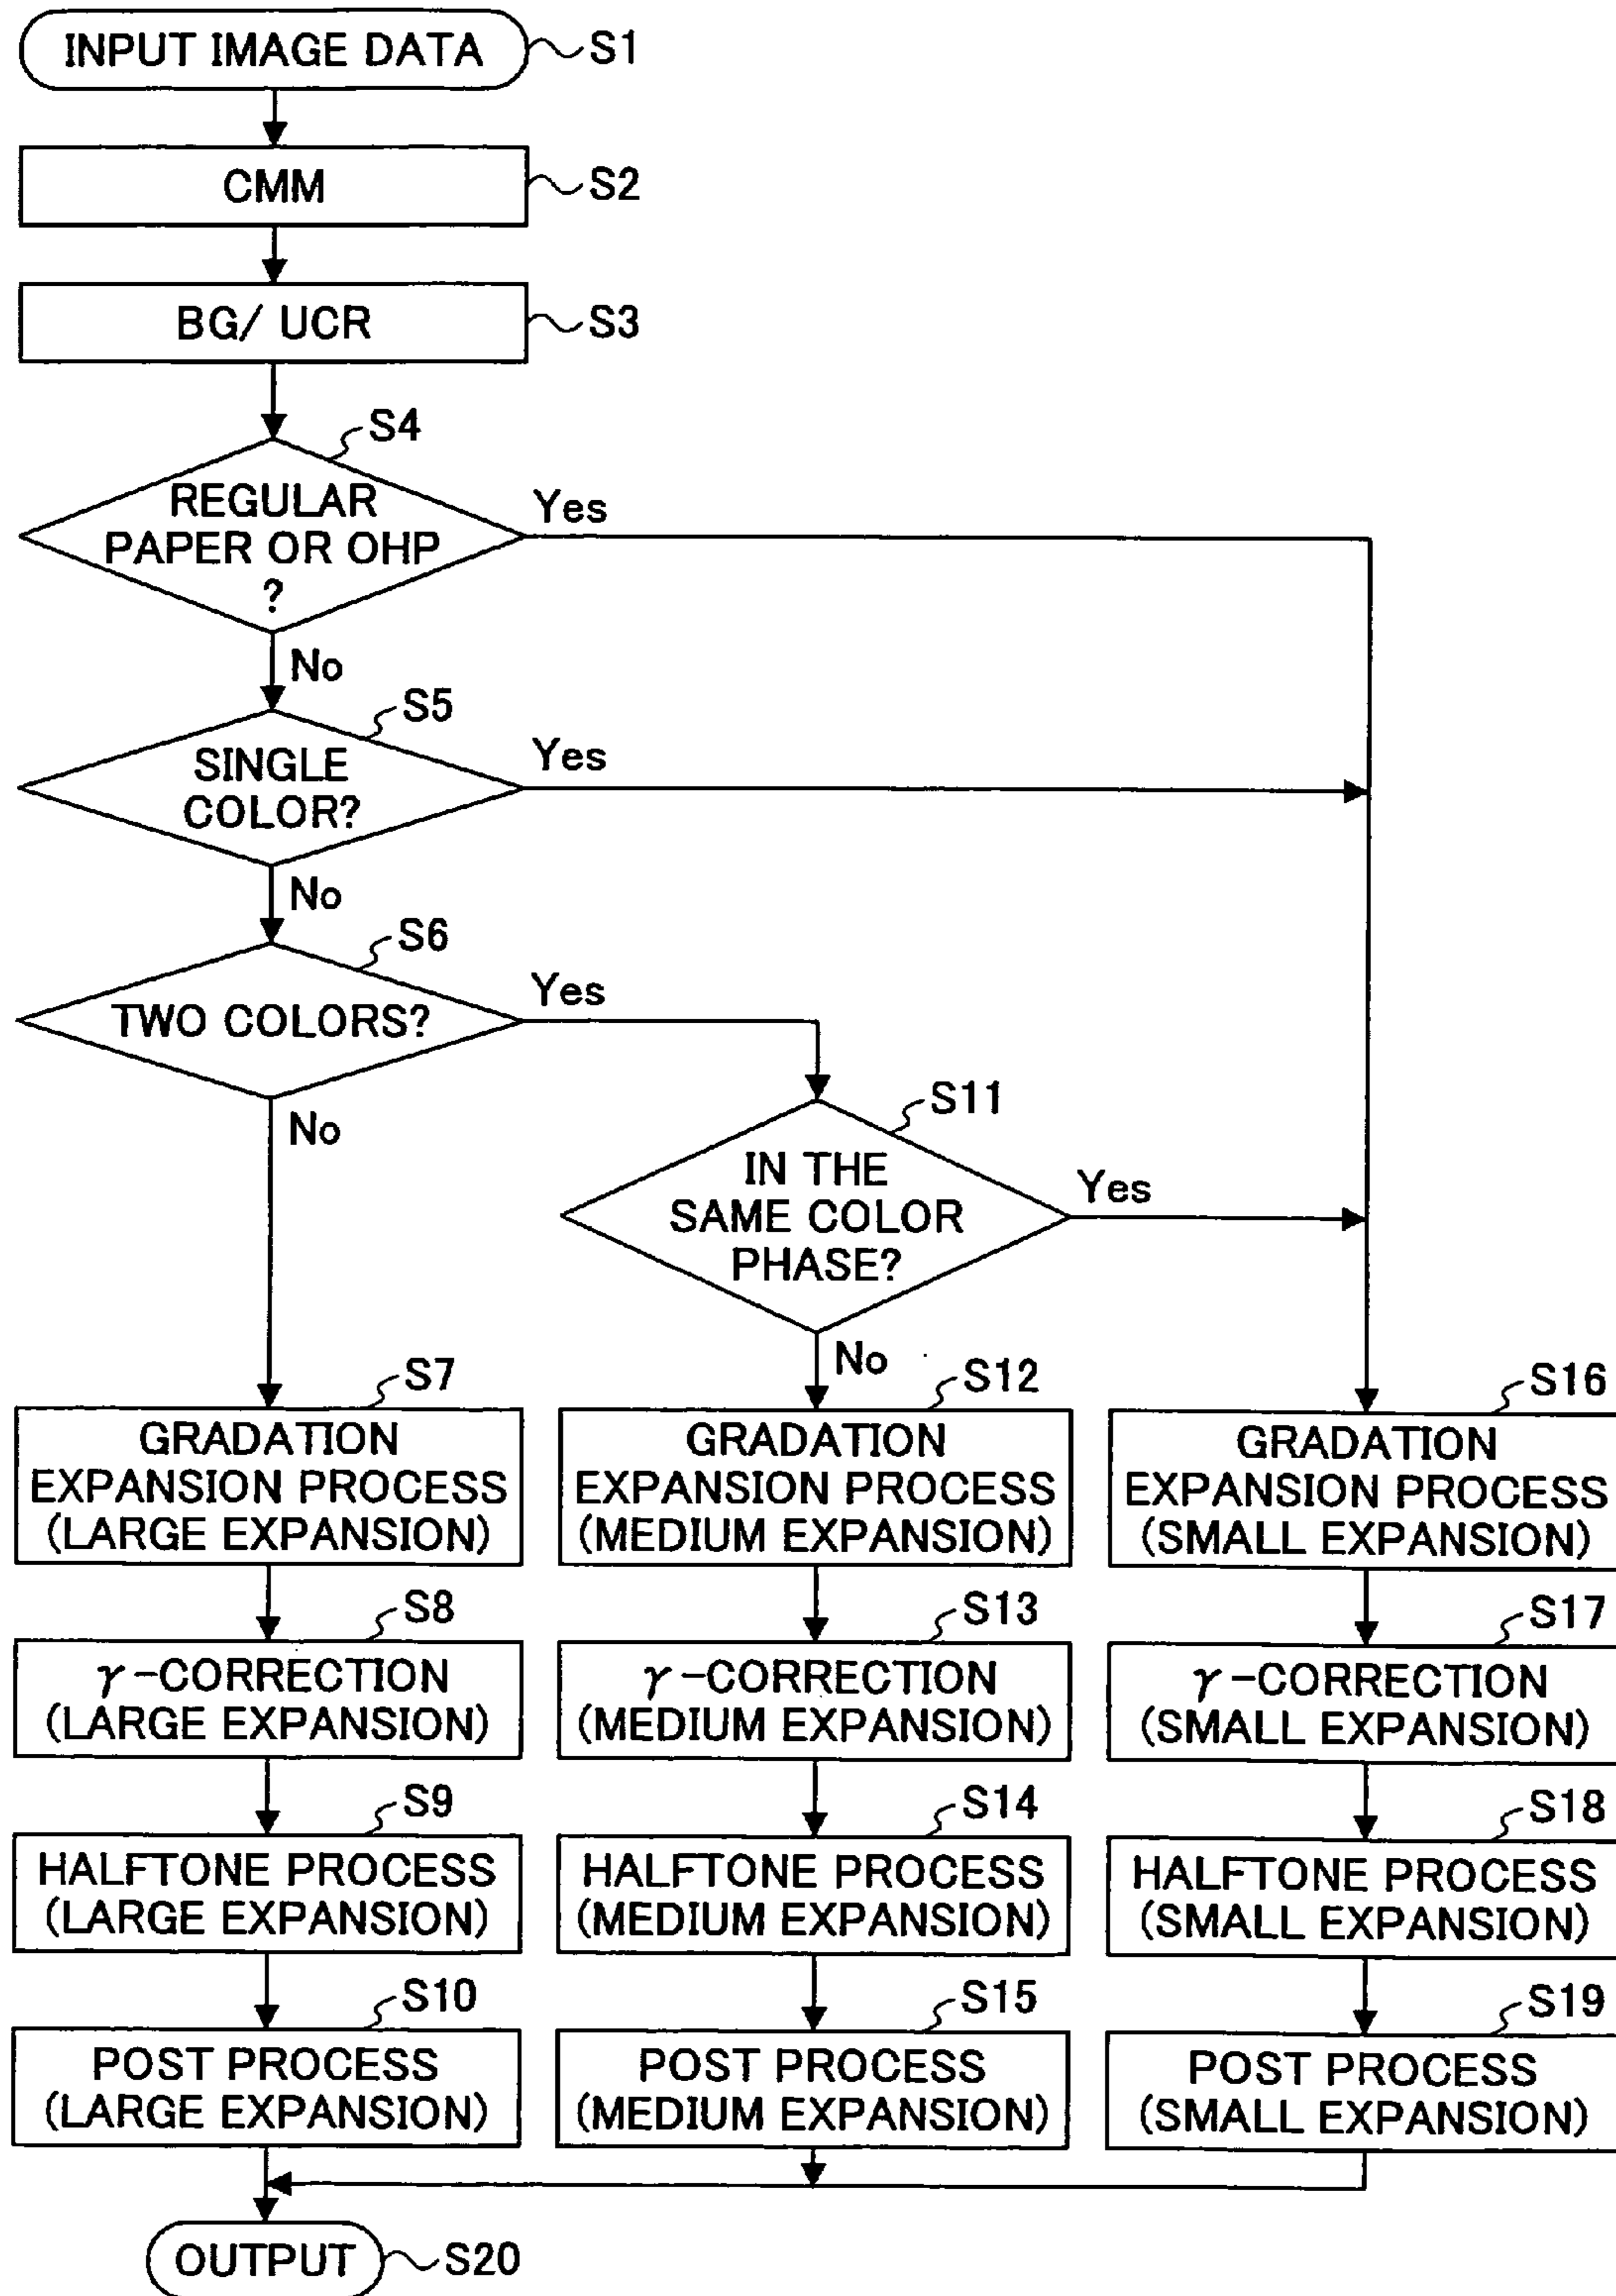 INPUT IMAGE DATA
S1
CMM
S2
BG/ UCR
S3
S4
REGULAR
PAPER OR OHP
?
Yes
No
S5
SINGLE
COLOR?
Yes
No
S6
TWO COLORS?
Yes
No
S11
IN THE
SAME COLOR
PHASE?
Yes
No
S7
GRADATION
EXPANSION PROCESS
(LARGE EXPANSION)
S8
γ-CORRECTION
(LARGE EXPANSION)
S9
HALFTONE PROCESS
(LARGE EXPANSION)
S10
POST PROCESS
(LARGE EXPANSION)
S12
GRADATION
EXPANSION PROCESS
(MEDIUM EXPANSION)
S13
γ-CORRECTION
(MEDIUM EXPANSION)
S14
HALFTONE PROCESS
(MEDIUM EXPANSION)
S15
POST PROCESS
(MEDIUM EXPANSION)
S16
GRADATION
EXPANSION PROCESS
(SMALL EXPANSION)
S17
γ-CORRECTION
(SMALL EXPANSION)
S18
HALFTONE PROCESS
(SMALL EXPANSION)
S19
POST PROCESS
(SMALL EXPANSION)
OUTPUT
S20